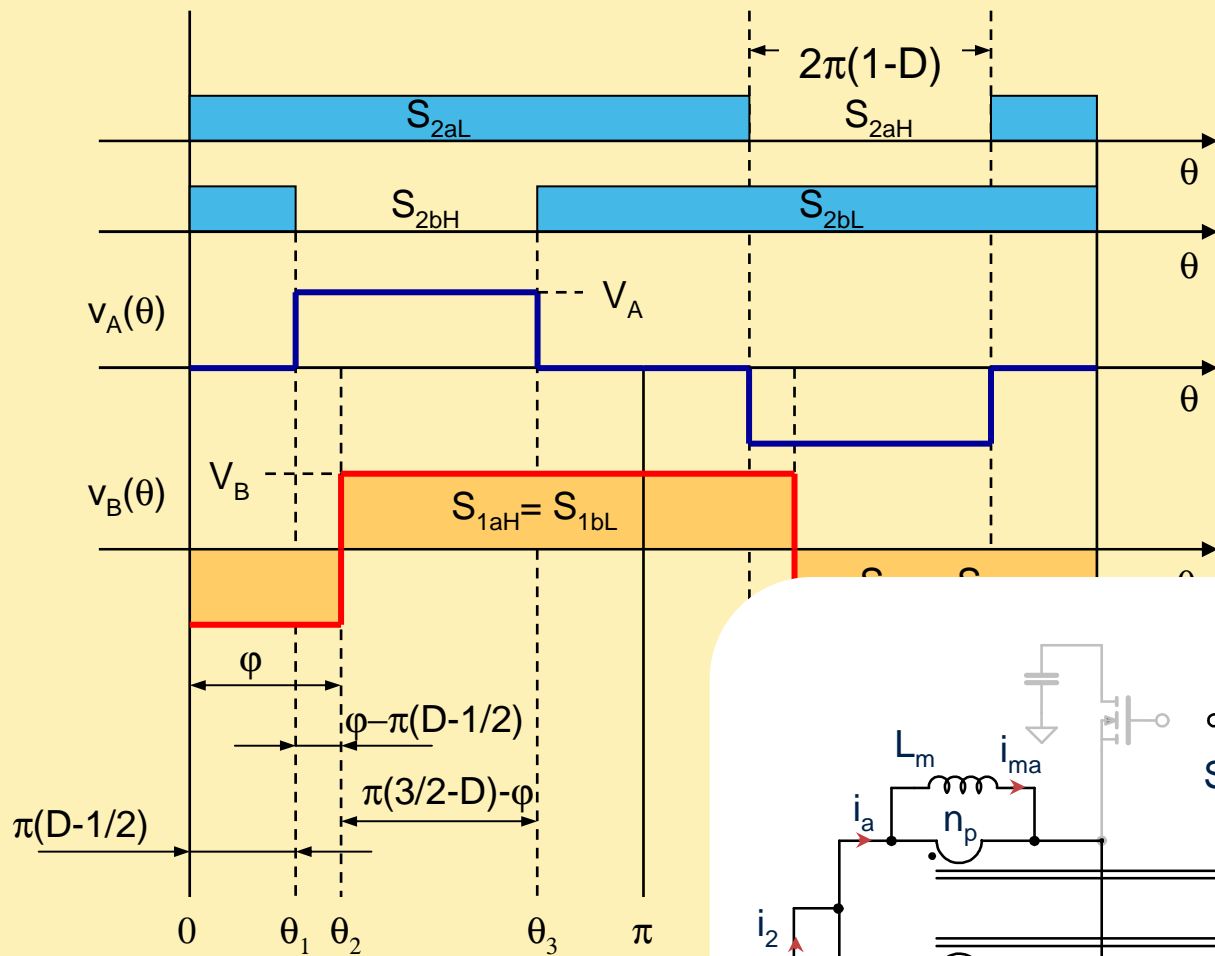 2π(1-D)
S2aL
S2aH
θ
S2bH
S2bL
θ
vA(θ)
VA
θ
vB(θ)
VB
S1aH= S1bL
φ
φ–π(D-1/2)
π(3/2-D)-φ
π(D-1/2)
0 θ1 θ2 θ3 π
Lm
ima
ia
np
i2